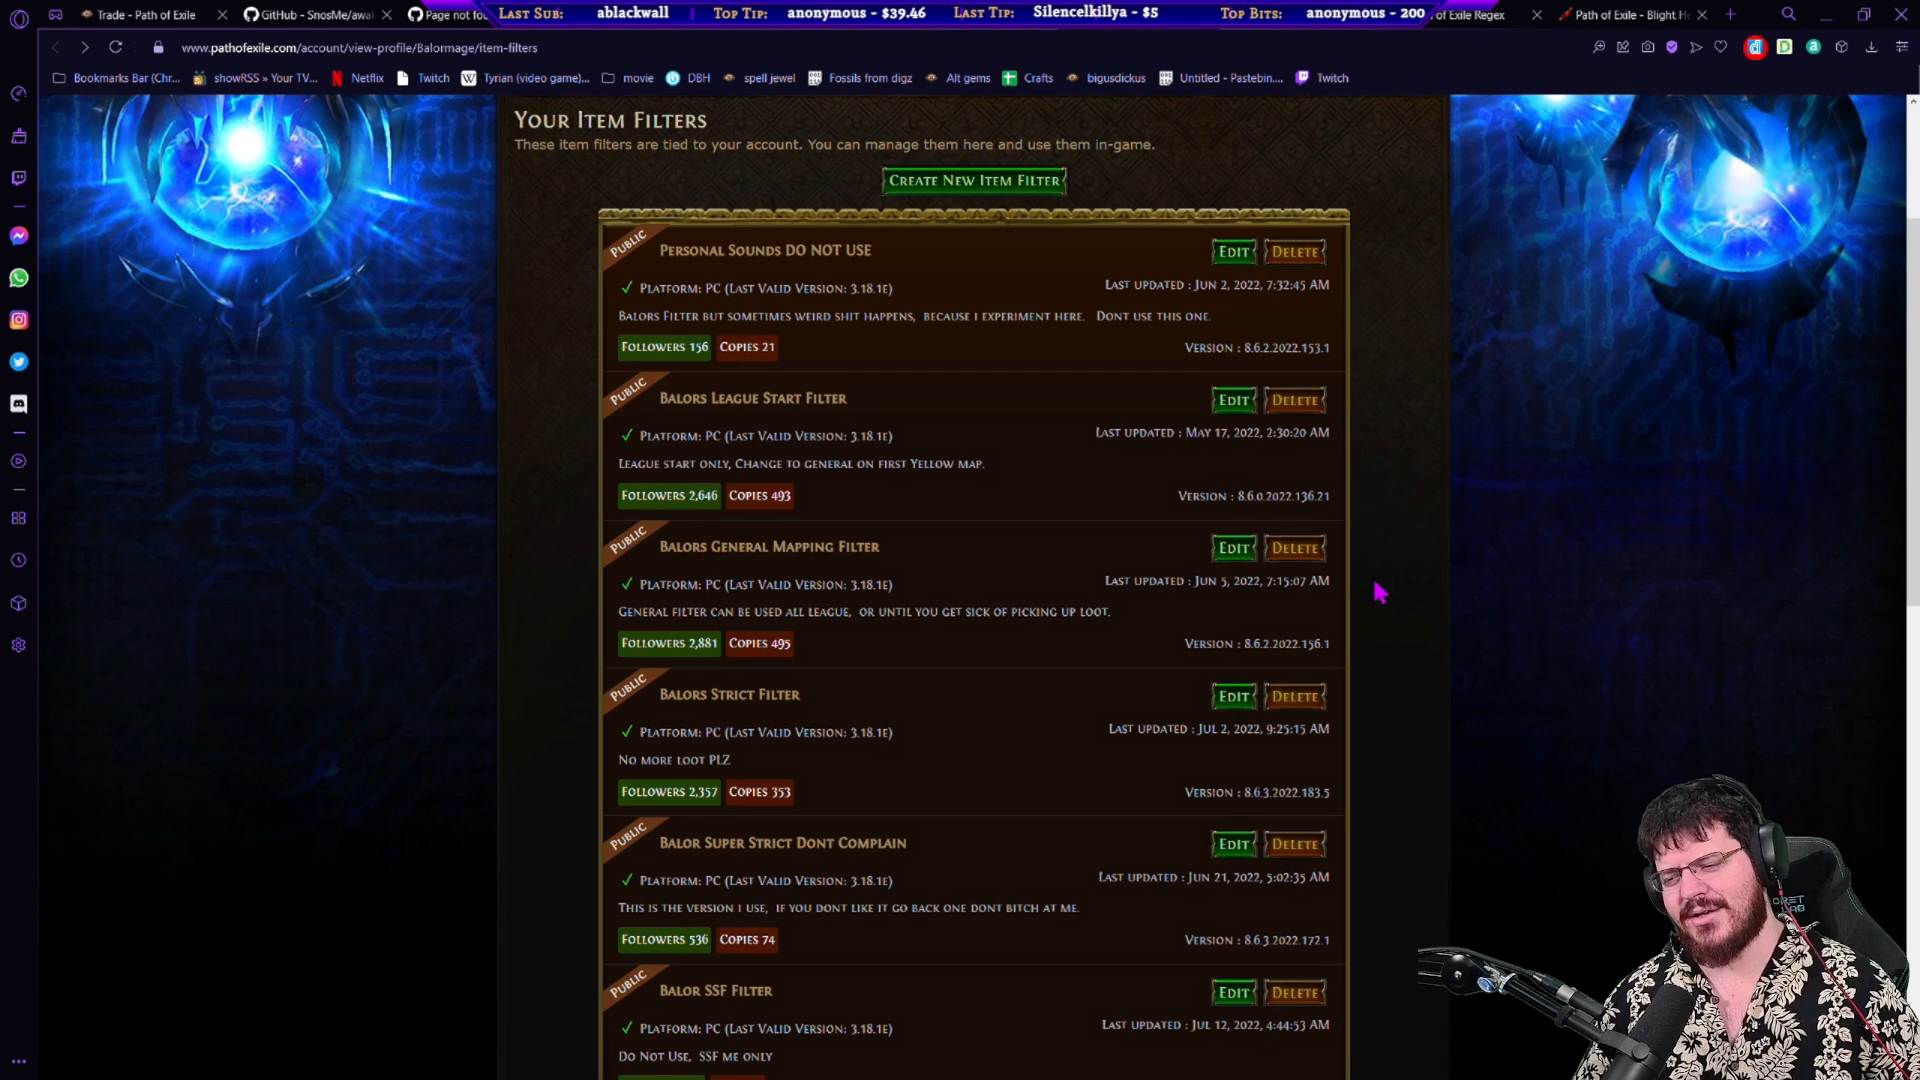 Last Sub: ablackwall Top Tip: anonymous - $39.46 Last Tip: Silencelkillya - $5 Top Bits: anonymous - 200
Trade - Path of Exile GitHub - SnosMe/awa Page not fou of Exile Regex Path of Exile - Blight H
www.pathofexile.com/account/view-profile/Balormage/item-filters
Bookmarks Bar (Chr... showRSS » Your TV... Netflix Twitch Tyrian (video game)... movie DBH spell jewel Fossils from digz Alt gems Crafts bigusdickus Untitled - Pastebin.... Twitch
Your Item Filters
These item filters are tied to your account. You can manage them here and use them in-game.
Create New Item Filter
Public Personal Sounds DO NOT USE Edit Delete
Platform: PC (Last Valid Version: 3.18.1e) Last updated : Jun 2, 2022, 7:32:45 AM
Balors Filter but sometimes weird shit happens, because i experiment here. Dont use this one.
Followers 156 Copies 21 Version : 8.6.2.2022.153.1
Public Balors League Start Filter Edit Delete
Platform: PC (Last Valid Version: 3.18.1e) Last updated : May 17, 2022, 2:30:20 AM
League start only, Change to general on first Yellow map.
Followers 2,646 Copies 493 Version : 8.6.0.2022.136.21
Public Balors General Mapping Filter Edit Delete
Platform: PC (Last Valid Version: 3.18.1e) Last updated : Jun 5, 2022, 7:15:07 AM
General filter can be used all league, or until you get sick of picking up loot.
Followers 2,881 Copies 495 Version : 8.6.2.2022.156.1
Public Balors Strict Filter Edit Delete
Platform: PC (Last Valid Version: 3.18.1e) Last updated : Jul 2, 2022, 9:25:15 AM
No more loot PLZ
Followers 2,357 Copies 353 Version : 8.6.3.2022.183.5
Public Balor Super Strict Dont Complain Edit Delete
Platform: PC (Last Valid Version: 3.18.1e) Last updated : Jun 21, 2022, 5:02:35 AM
This is the version i use, if you dont like it go back one dont bitch at me.
Followers 536 Copies 74 Version : 8.6.3.2022.172.1
Public Balor SSF Filter Edit Delete
Platform: PC (Last Valid Version: 3.18.1e) Last updated : Jul 12, 2022, 4:44:53 AM
Do Not Use, SSF me only